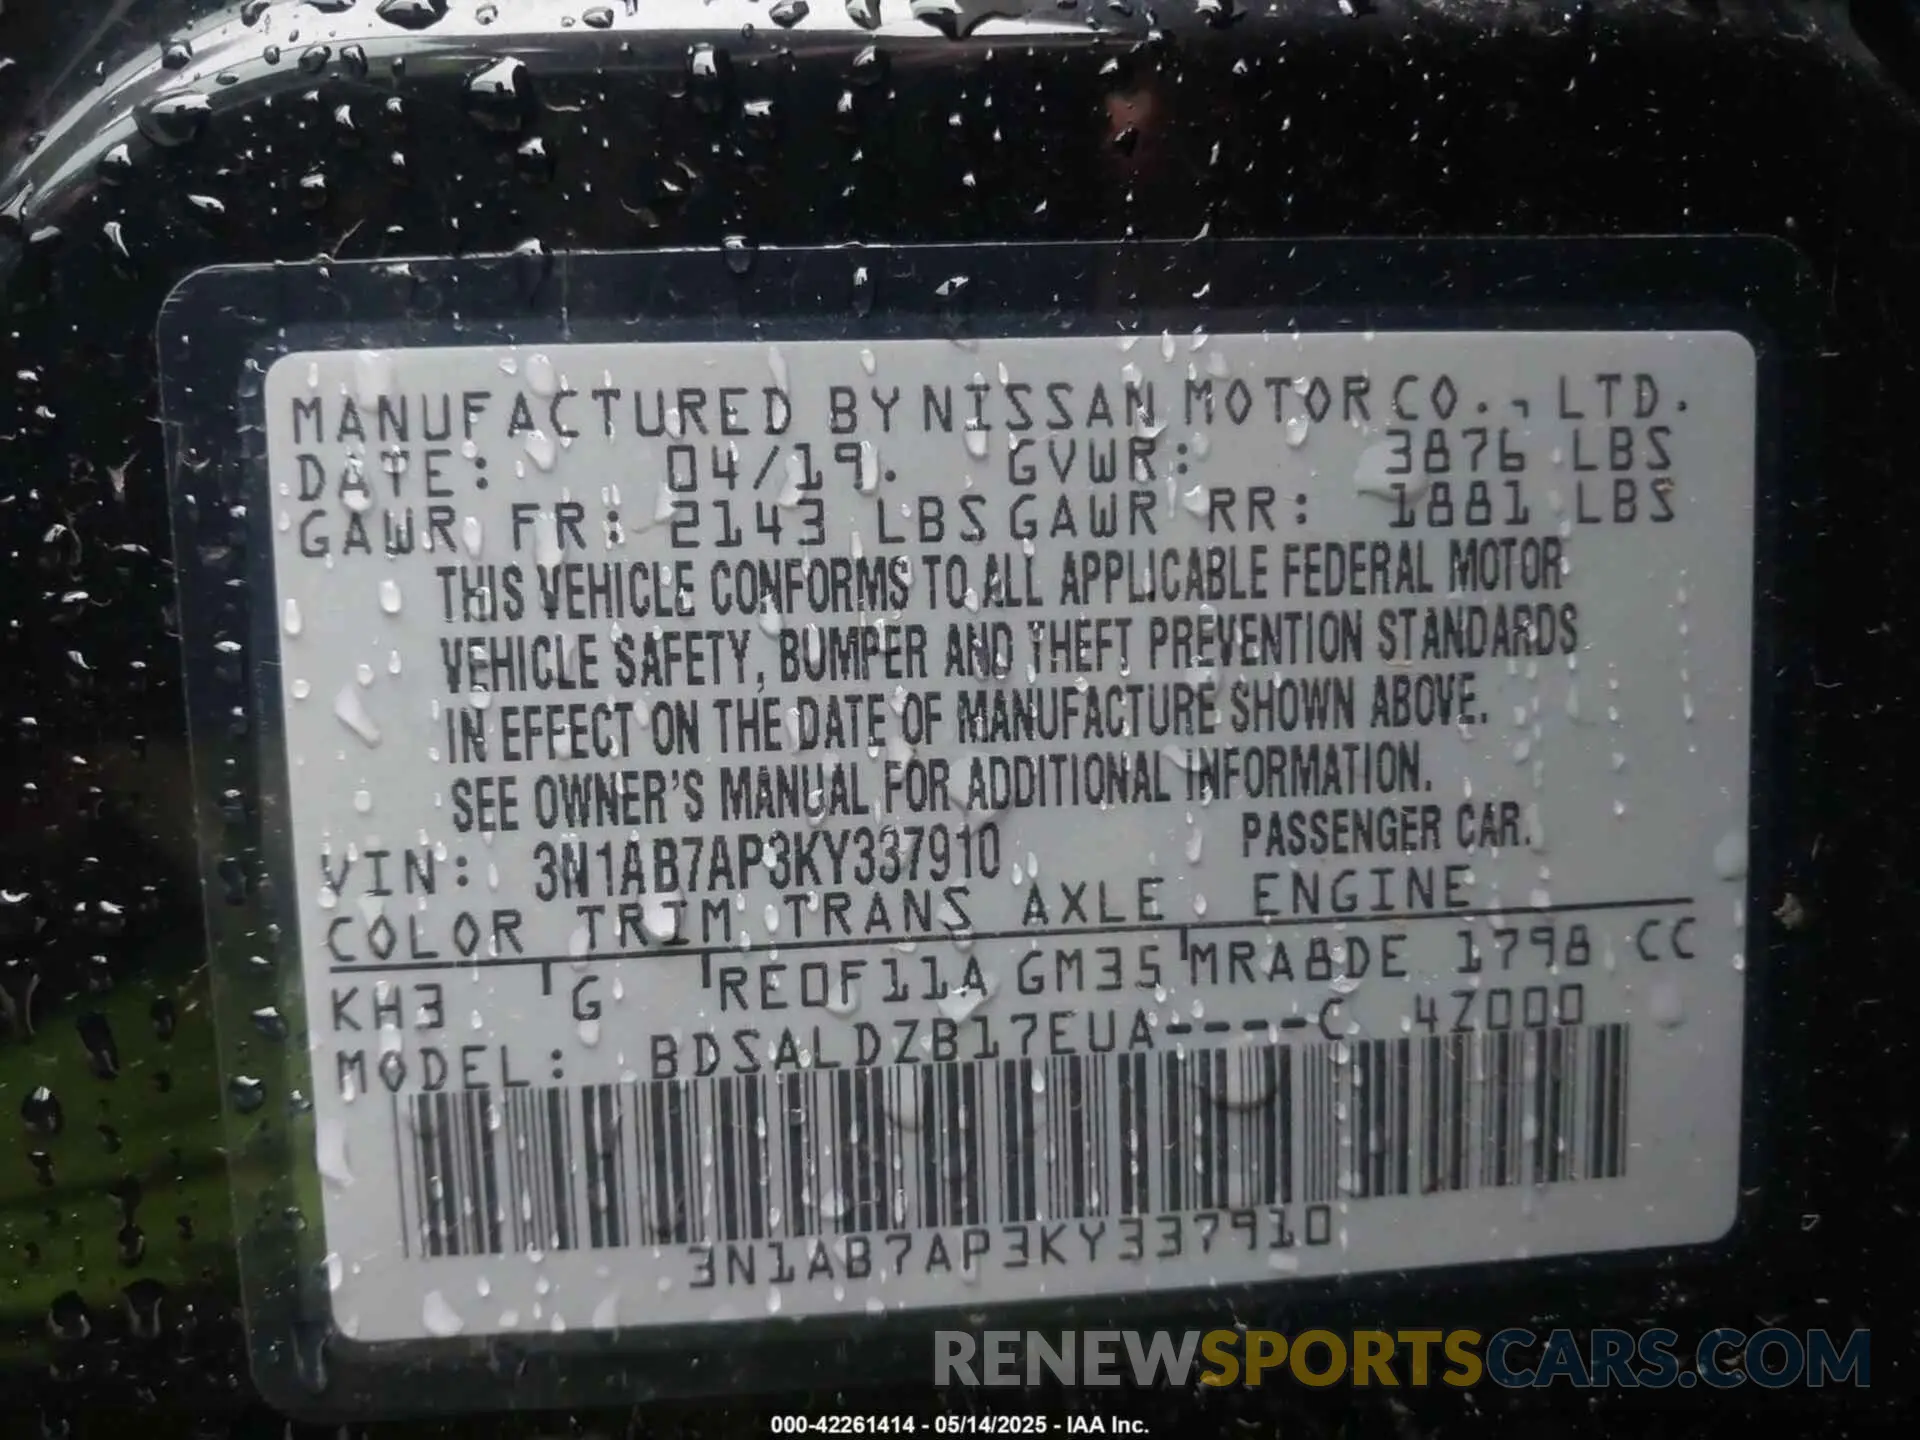 MANUFACTURED BY NISSAN MOTOR CO., LTD.
DATE: 04/19. GVWR: 3876 LBS
GAWR FR: 2143 LBS GAWR RR: 1881 LBS
THIS VEHICLE CONFORMS TO ALL APPLICABLE FEDERAL MOTOR
VEHICLE SAFETY, BUMPER AND THEFT PREVENTION STANDARDS
IN EFFECT ON THE DATE OF MANUFACTURE SHOWN ABOVE.
SEE OWNER'S MANUAL FOR ADDITIONAL INFORMATION.
VIN: 3N1AB7AP3KY337910 PASSENGER CAR.
COLOR TRIM TRANS AXLE ENGINE
KH3 G RE0F11A GM35 MRA8DE 1798 CC
MODEL: BDSALDZB17EUA----C 4Z000
3N1AB7AP3KY337910
RENEWSPORTSCARS.COM
000-42261414 - 05/14/2025 - IAA Inc.